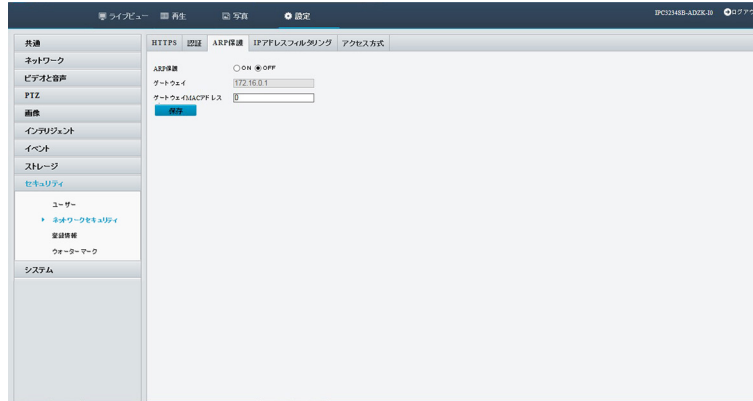 ライブビュー 再生 写真 設定 IPC3234SB-ADZK-I0 ログアウ
共通
ネットワーク
ビデオと音声
PTZ
画像
インテリジェント
イベント
ストレージ
セキュリティ
ユーザー
ネットワークセキュリティ
登録情報
ウォーターマーク
システム
HTTPS 認証 ARP保護 IPアドレスフィルタリング アクセス方式
ARP保護 ON OFF
ゲートウェイ 172.16.0.1
ゲートウェイMACアドレス 0
保存